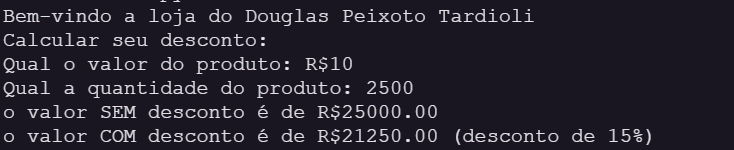 Bem-vindo a loja do Douglas Peixoto Tardioli
Calcular seu desconto:
Qual o valor do produto: R$10
Qual a quantidade do produto: 2500
o valor SEM desconto é de R$25000.00
o valor COM desconto é de R$21250.00 (desconto de 15%)